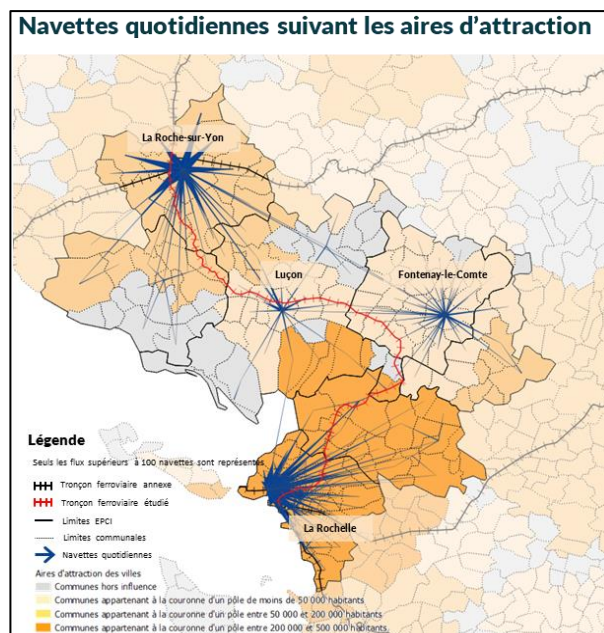 Navettes quotidiennes suivant les aires d’attraction
La Roche-sur-Yon
Luçon
Fontenay-le-Comte
La Rochelle
Légende
Seuls les flux supérieurs à 100 navettes sont représentés
Tronçon ferroviaire annexe
Tronçon ferroviaire étudié
Limites EPCI
Limites communales
Navettes quotidiennes
Aires d'attraction des villes
Communes hors influence
Communes appartenant à la couronne d'un pôle de moins de 50 000 habitants
Communes appartenant à la couronne d'un pôle entre 50 000 et 200 000 habitants
Communes appartenant à la couronne d'un pôle entre 200 000 et 500 000 habitants